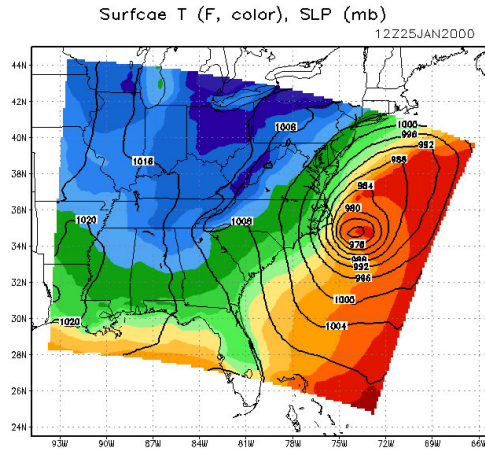 Surfcae T (F, color), SLP (mb)
12Z25JAN2000
44N
42N
40N
38N
36N
34N
32N
30N
28N
26N
24N
1008
1016
1020
1008
1020
1000
996
992
988
984
980
976
988
992
996
1000
1004
93W 90W 87W 84W 81W 78W 75W 72W 69W 66W